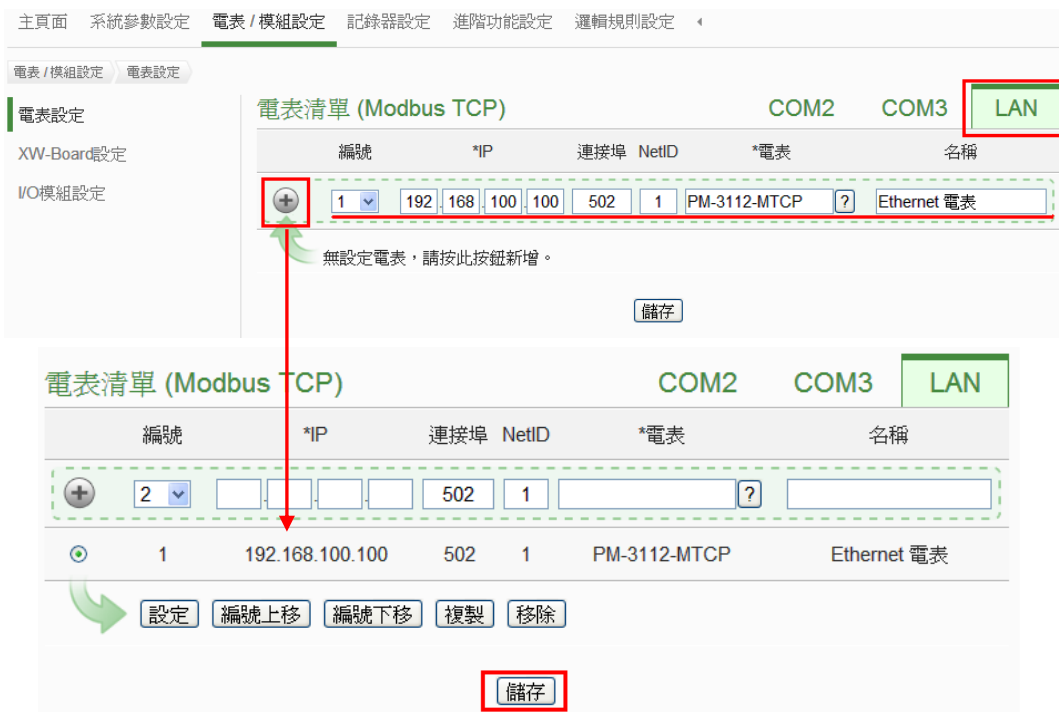 主頁面 系統參數設定 電表 / 模組設定 記錄器設定 進階功能設定 邏輯規則設定
電表 / 模組設定 電表設定
電表設定
XW-Board設定
I/O模組設定
電表清單 (Modbus TCP) COM2 COM3 LAN
編號 *IP 連接埠 NetID *電表 名稱
1 192.168.100.100 502 1 PM-3112-MTCP ? Ethernet 電表
無設定電表，請按此按鈕新增。
儲存
電表清單 (Modbus TCP) COM2 COM3 LAN
編號 *IP 連接埠 NetID *電表 名稱
2 . . . 502 1 ?
1 192.168.100.100 502 1 PM-3112-MTCP Ethernet 電表
設定 編號上移 編號下移 複製 移除
儲存